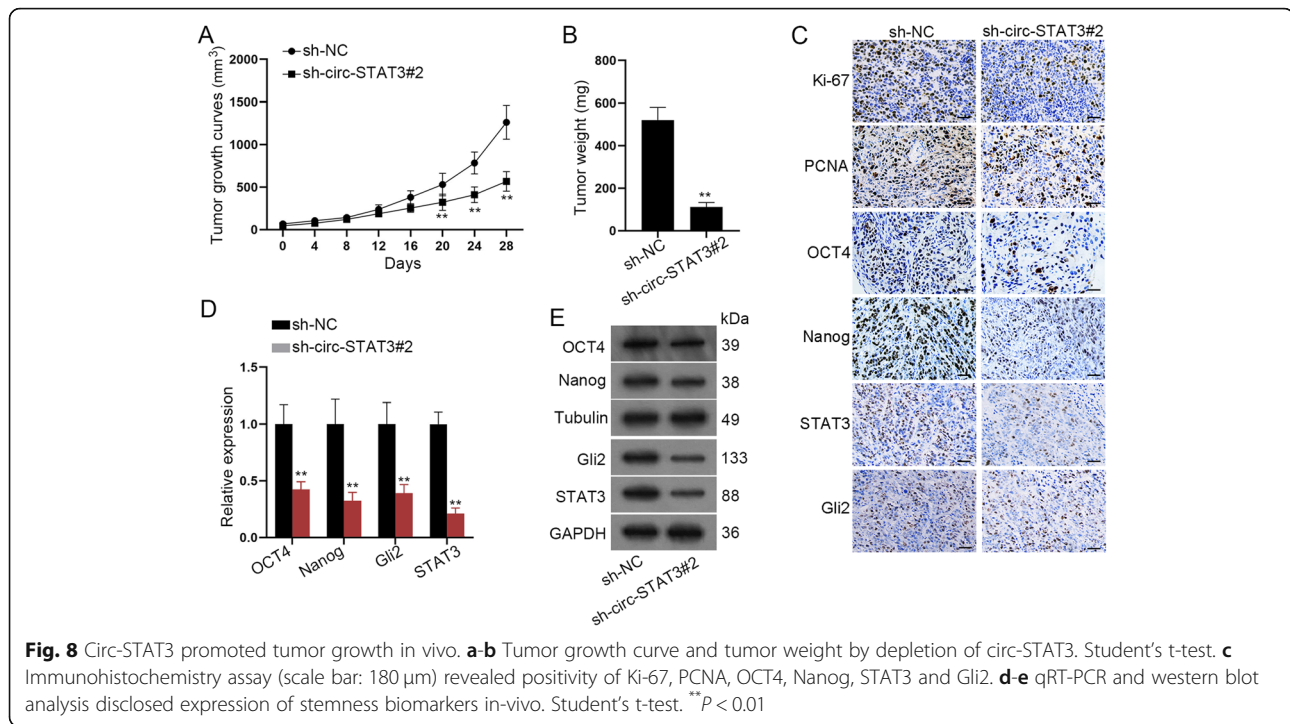 A
sh-NC
sh-circ-STAT3#2
Tumor growth curves (mm³)
1500
1000
500
0
0 4 8 12 16 20 24 28
** ** **
Days
B
Tumor weight (mg)
800
600
400
200
0
**
sh-NC
sh-circ-STAT3#2
C
sh-NC sh-circ-STAT3#2
Ki-67
PCNA
OCT4
Nanog
STAT3
Gli2
D
sh-NC
sh-circ-STAT3#2
Relative expression
1.5
1.0
0.5
0.0
** ** ** **
OCT4 Nanog Gli2 STAT3
E
kDa
OCT4 39
Nanog 38
Tubulin 49
Gli2 133
STAT3 88
GAPDH 36
sh-NC
sh-circ-STAT3#2
Fig. 8 Circ-STAT3 promoted tumor growth in vivo. a-b Tumor growth curve and tumor weight by depletion of circ-STAT3. Student's t-test. c
Immunohistochemistry assay (scale bar: 180 μm) revealed positivity of Ki-67, PCNA, OCT4, Nanog, STAT3 and Gli2. d-e qRT-PCR and western blot
analysis disclosed expression of stemness biomarkers in-vivo. Student's t-test. **P < 0.01